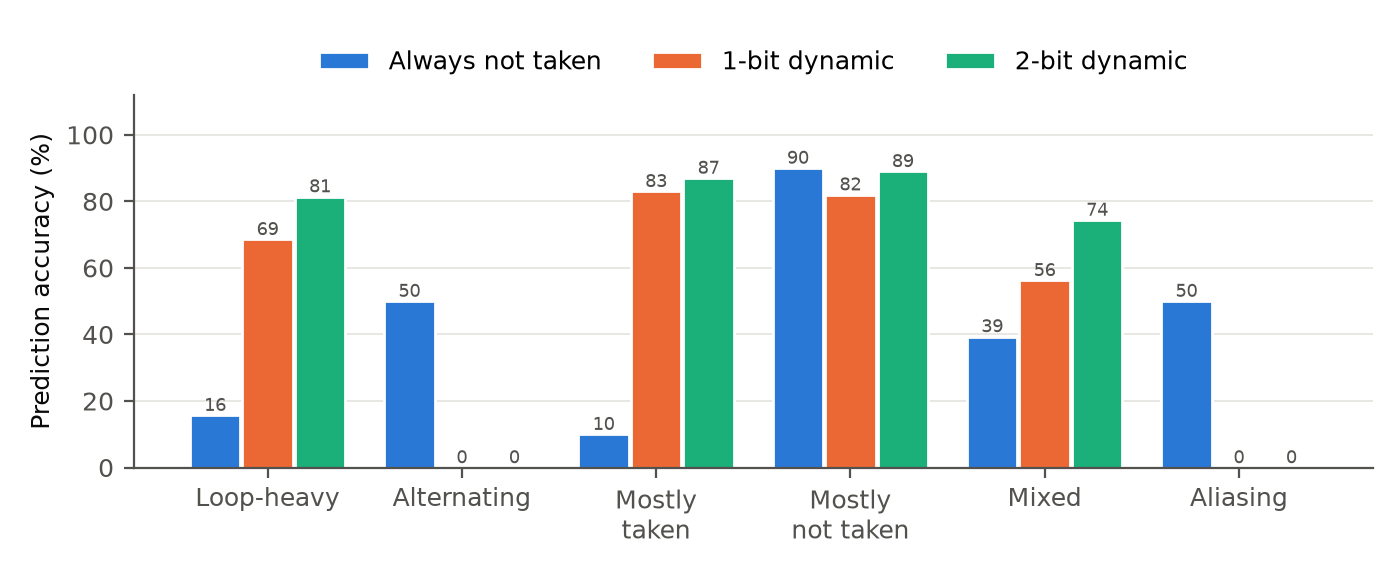 Always not taken 1-bit dynamic 2-bit dynamic
Prediction accuracy (%)
100
80
60
40
20
0
16 69 81
50 0 0
10 83 87
90 82 89
39 56 74
50 0 0
Loop-heavy
Alternating
Mostly
taken
Mostly
not taken
Mixed
Aliasing